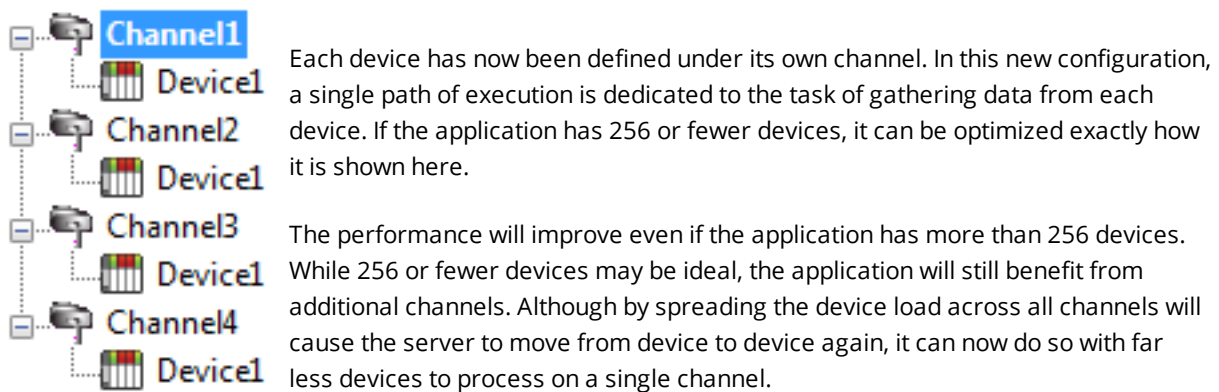 Channel1
Device1
Channel2
Device1
Channel3
Device1
Channel4
Device1
Each device has now been defined under its own channel. In this new configuration,
a single path of execution is dedicated to the task of gathering data from each
device. If the application has 256 or fewer devices, it can be optimized exactly how
it is shown here.
The performance will improve even if the application has more than 256 devices.
While 256 or fewer devices may be ideal, the application will still benefit from
additional channels. Although by spreading the device load across all channels will
cause the server to move from device to device again, it can now do so with far
less devices to process on a single channel.